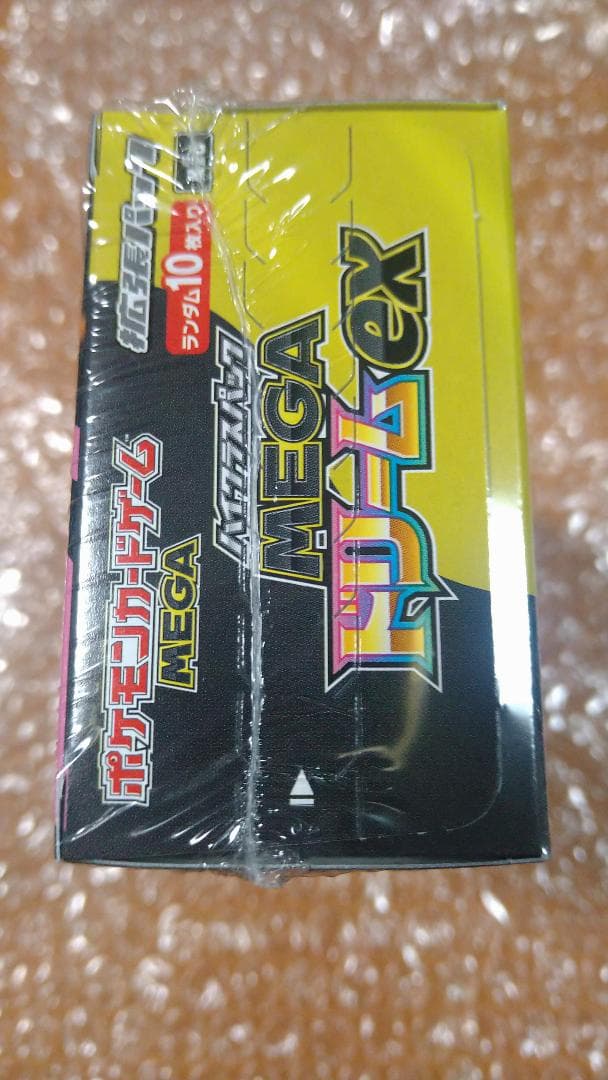 ポケモンカードゲーム
MEGA
拡張パック
ランダム10枚入り
ハイクラスパック
MEGA
ドリームex